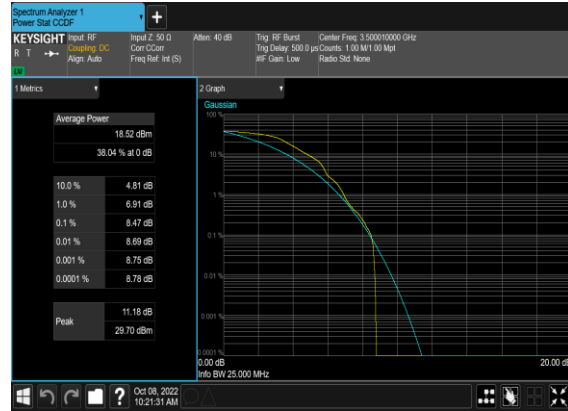 Spectrum Analyzer 1
Power Stat CCDF
KEYSIGHT
R T
LXI
Input: RF
Coupling: DC
Align: Auto
Input Z: 50 Ω
Corr CCorr
Freq Ref: Int (S)
Atten: 40 dB
Trig: RF Burst
Trig Delay: 500.0 µs
#IF Gain: Low
Center Freq: 3.500010000 GHz
Counts: 1.00 M/1.00 Mpt
Radio Std: None
1 Metrics
Average Power
18.52 dBm
38.04 % at 0 dB
10.0 % 4.81 dB
1.0 % 6.91 dB
0.1 % 8.47 dB
0.01 % 8.69 dB
0.001 % 8.75 dB
0.0001 % 8.78 dB
Peak
11.18 dB
29.70 dBm
2 Graph
Gaussian
100 %
10 %
1 %
0.1 %
0.01 %
0.001 %
0.0001 %
0.00 dB
20.00 dB
Info BW 25.000 MHz
?
Oct 08, 2022
10:21:31 AM